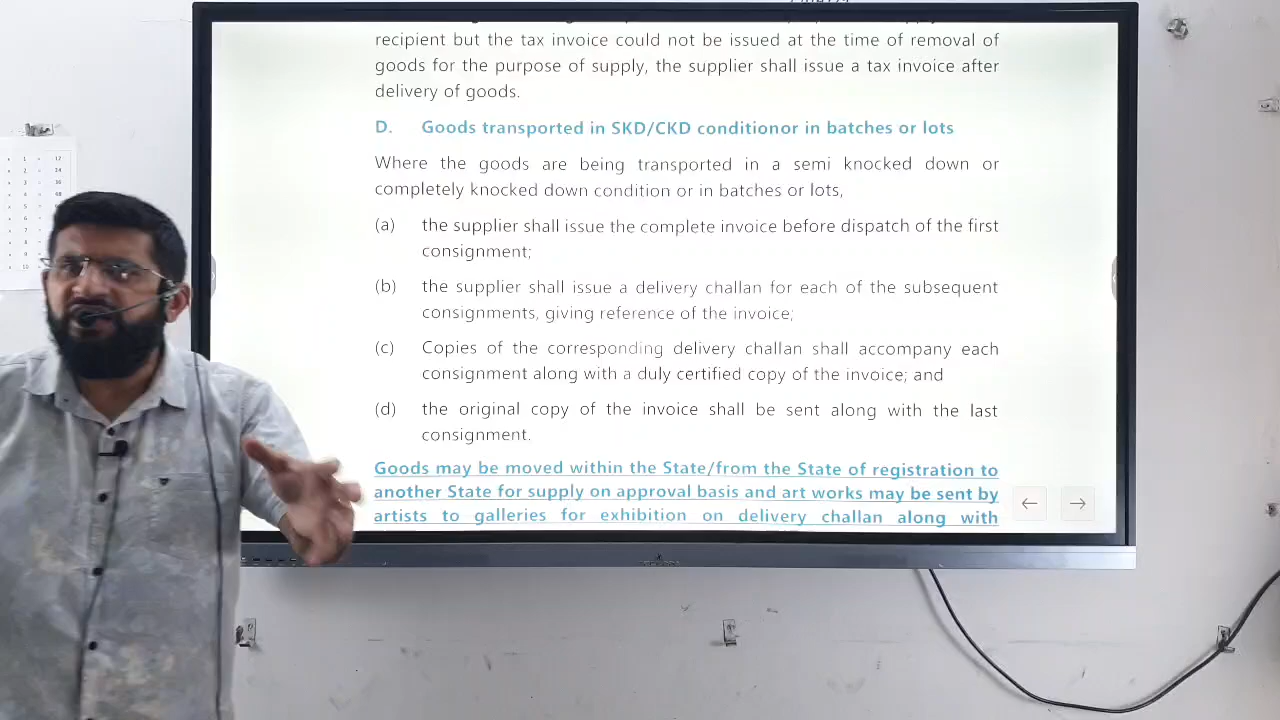 recipient but the tax invoice could not be issued at the time of removal of
goods for the purpose of supply, the supplier shall issue a tax invoice after
delivery of goods.
D. Goods transported in SKD/CKD conditionor in batches or lots
Where the goods are being transported in a semi knocked down or
completely knocked down condition or in batches or lots,
(a) the supplier shall issue the complete invoice before dispatch of the first
consignment;
(b) the supplier shall issue a delivery challan for each of the subsequent
consignments, giving reference of the invoice;
(c) Copies of the corresponding delivery challan shall accompany each
consignment along with a duly certified copy of the invoice; and
(d) the original copy of the invoice shall be sent along with the last
consignment.
Goods may be moved within the State/from the State of registration to
another State for supply on approval basis and art works may be sent by
artists to galleries for exhibition on delivery challan along with